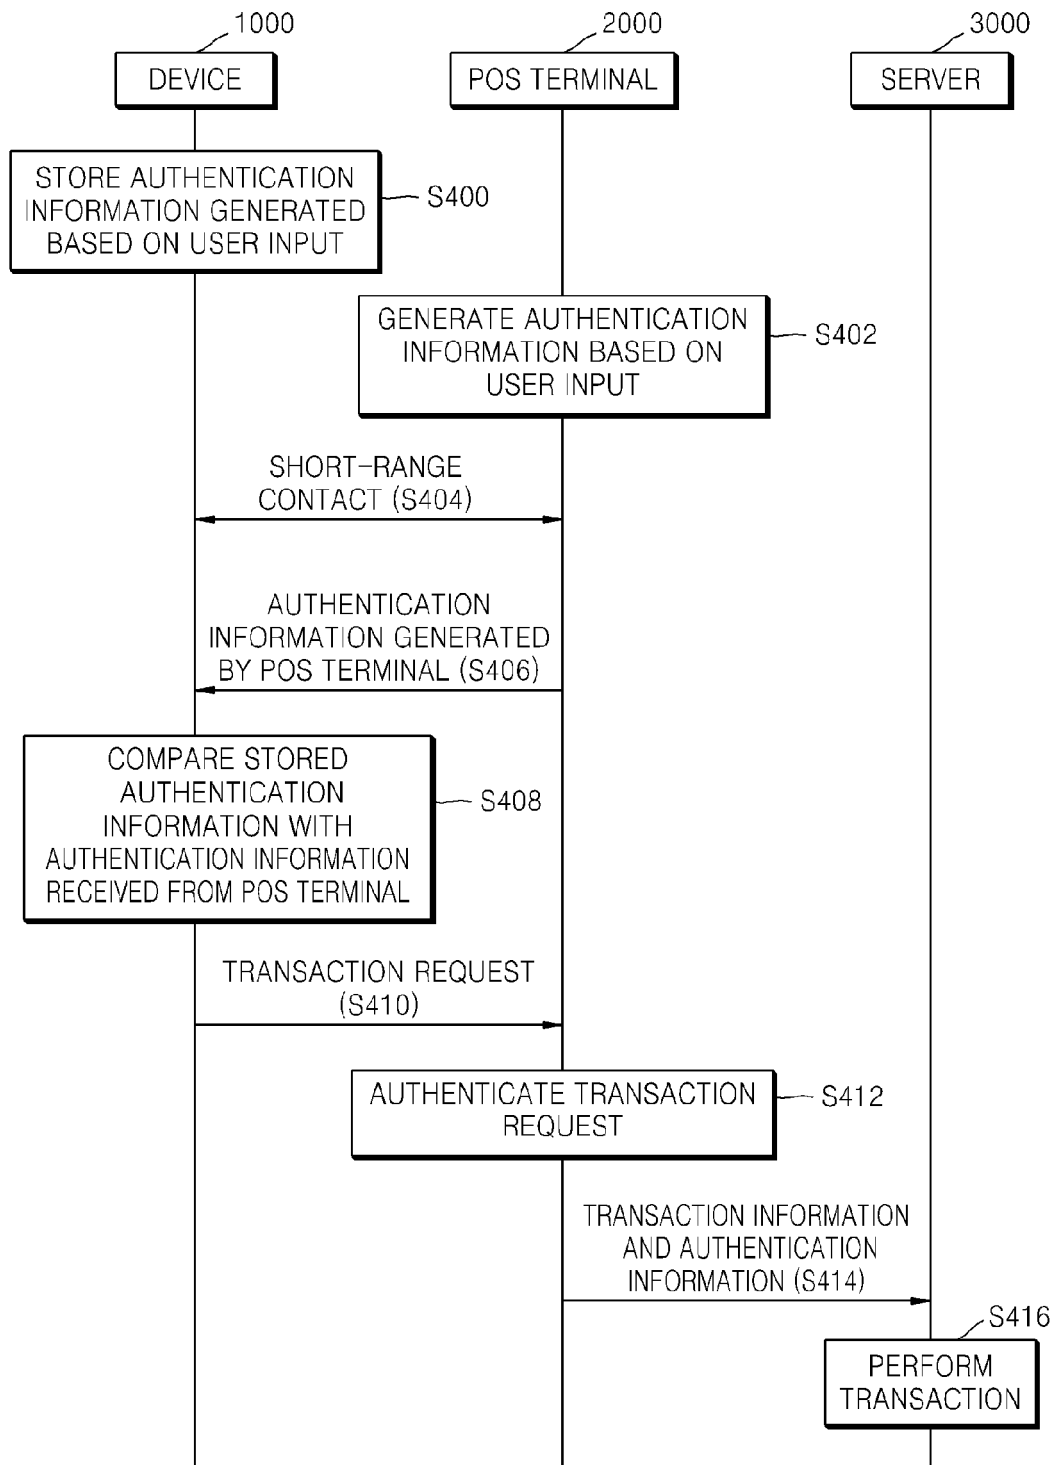 1000
2000
3000
DEVICE
POS TERMINAL
SERVER
STORE AUTHENTICATION
INFORMATION GENERATED
BASED ON USER INPUT
S400
GENERATE AUTHENTICATION
INFORMATION BASED ON
USER INPUT
S402
SHORT-RANGE
CONTACT (S404)
AUTHENTICATION
INFORMATION GENERATED
BY POS TERMINAL (S406)
COMPARE STORED
AUTHENTICATION
INFORMATION WITH
AUTHENTICATION INFORMATION
RECEIVED FROM POS TERMINAL
S408
TRANSACTION REQUEST
(S410)
AUTHENTICATE TRANSACTION
REQUEST
S412
TRANSACTION INFORMATION
AND AUTHENTICATION
INFORMATION (S414)
S416
PERFORM
TRANSACTION